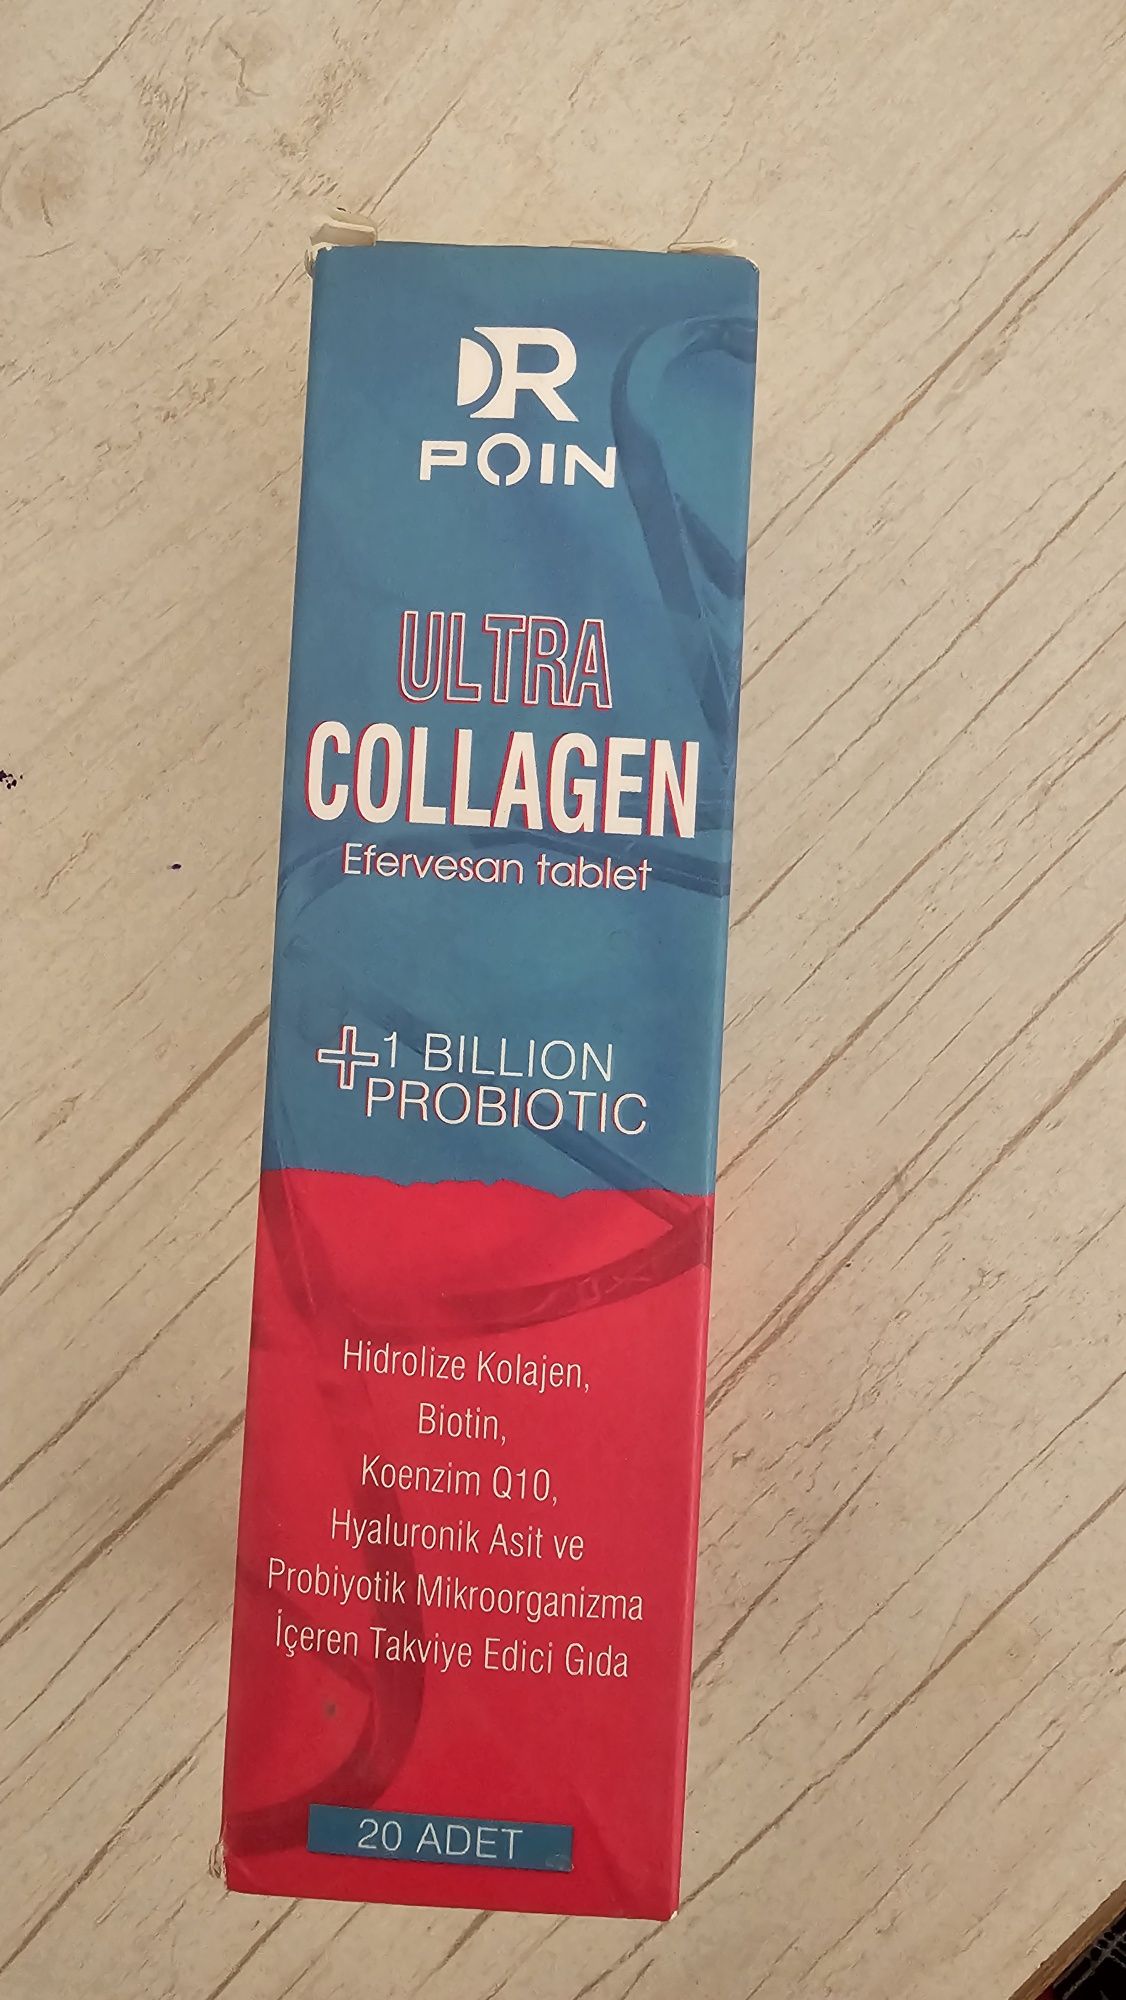 DR
POIN
ULTRA
COLLAGEN
Efervesan tablet
+1 BILLION
PROBIOTIC
Hidrolize Kolajen,
Biotin,
Koenzim Q10,
Hyaluronik Asit ve
Probiyotik Mikroorganizma
İçeren Takviye Edici Gıda
20 ADET